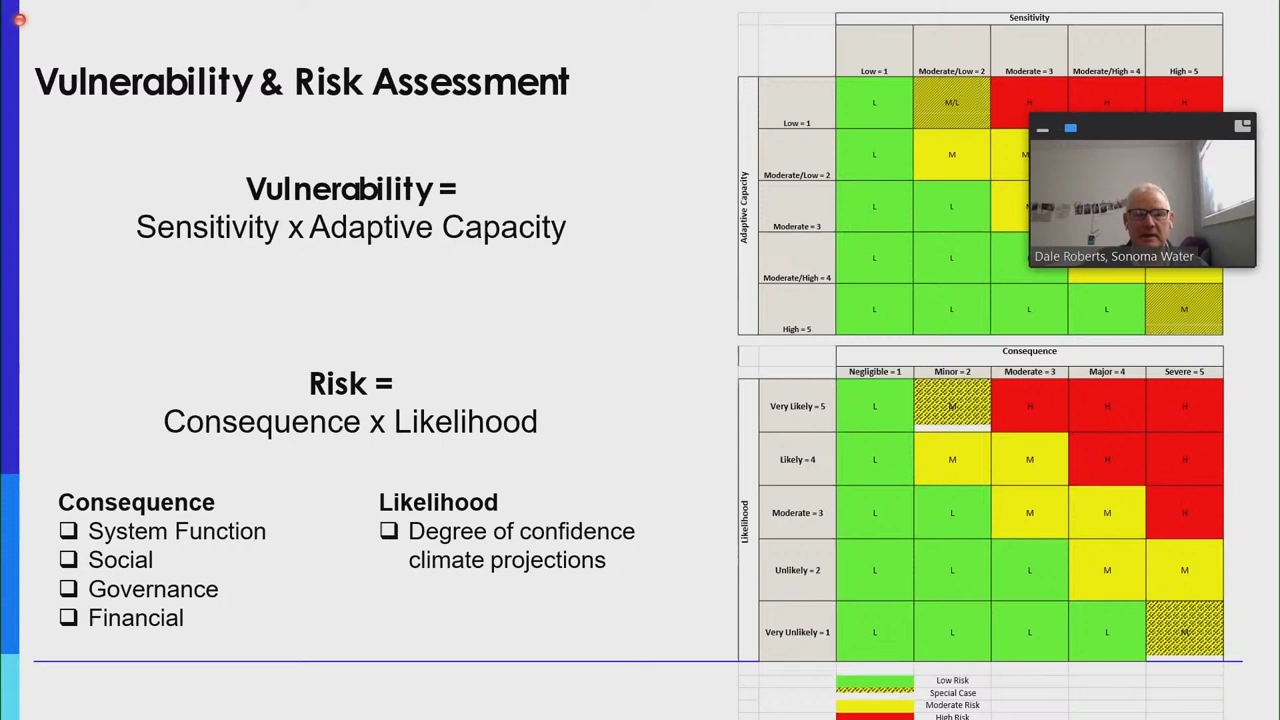 Vulnerability & Risk Assessment
Vulnerability =
Sensitivity x Adaptive Capacity
Risk =
Consequence x Likelihood
Consequence
❑ System Function
❑ Social
❑ Governance
❑ Financial
Likelihood
❑ Degree of confidence
climate projections
Sensitivity
Low = 1 Moderate/Low = 2 Moderate = 3 Moderate/High = 4 High = 5
Adaptive Capacity
Low = 1 L M/L H H H
Moderate/Low = 2 L M M
Moderate = 3 L L
Moderate/High = 4 L L
High = 5 L L L L M
Dale Roberts, Sonoma Water
Consequence
Negligible = 1 Minor = 2 Moderate = 3 Major = 4 Severe = 5
Likelihood
Very Likely = 5 L M H H H
Likely = 4 L M M H H
Moderate = 3 L L M M H
Unlikely = 2 L L L M M
Very Unlikely = 1 L L L L M
Low Risk
Special Case
Moderate Risk
High Risk